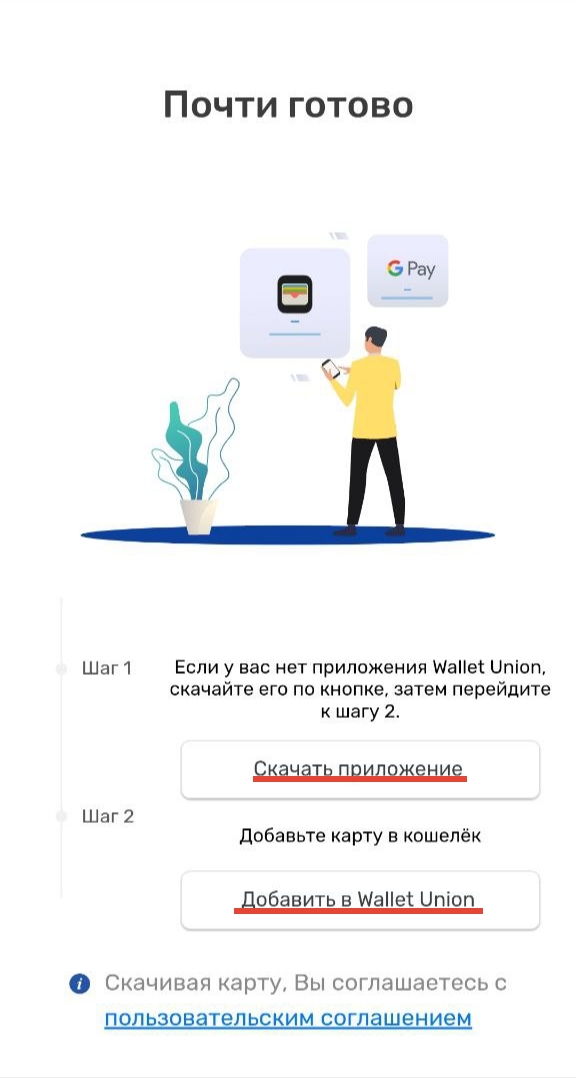 Почти готово
G Pay
Шаг 1
Если у вас нет приложения Wallet Union,
скачайте его по кнопке, затем перейдите
к шагу 2.
Скачать приложение
Шаг 2
Добавьте карту в кошелёк
Добавить в Wallet Union
i Скачивая карту, Вы соглашаетесь с
пользовательским соглашением